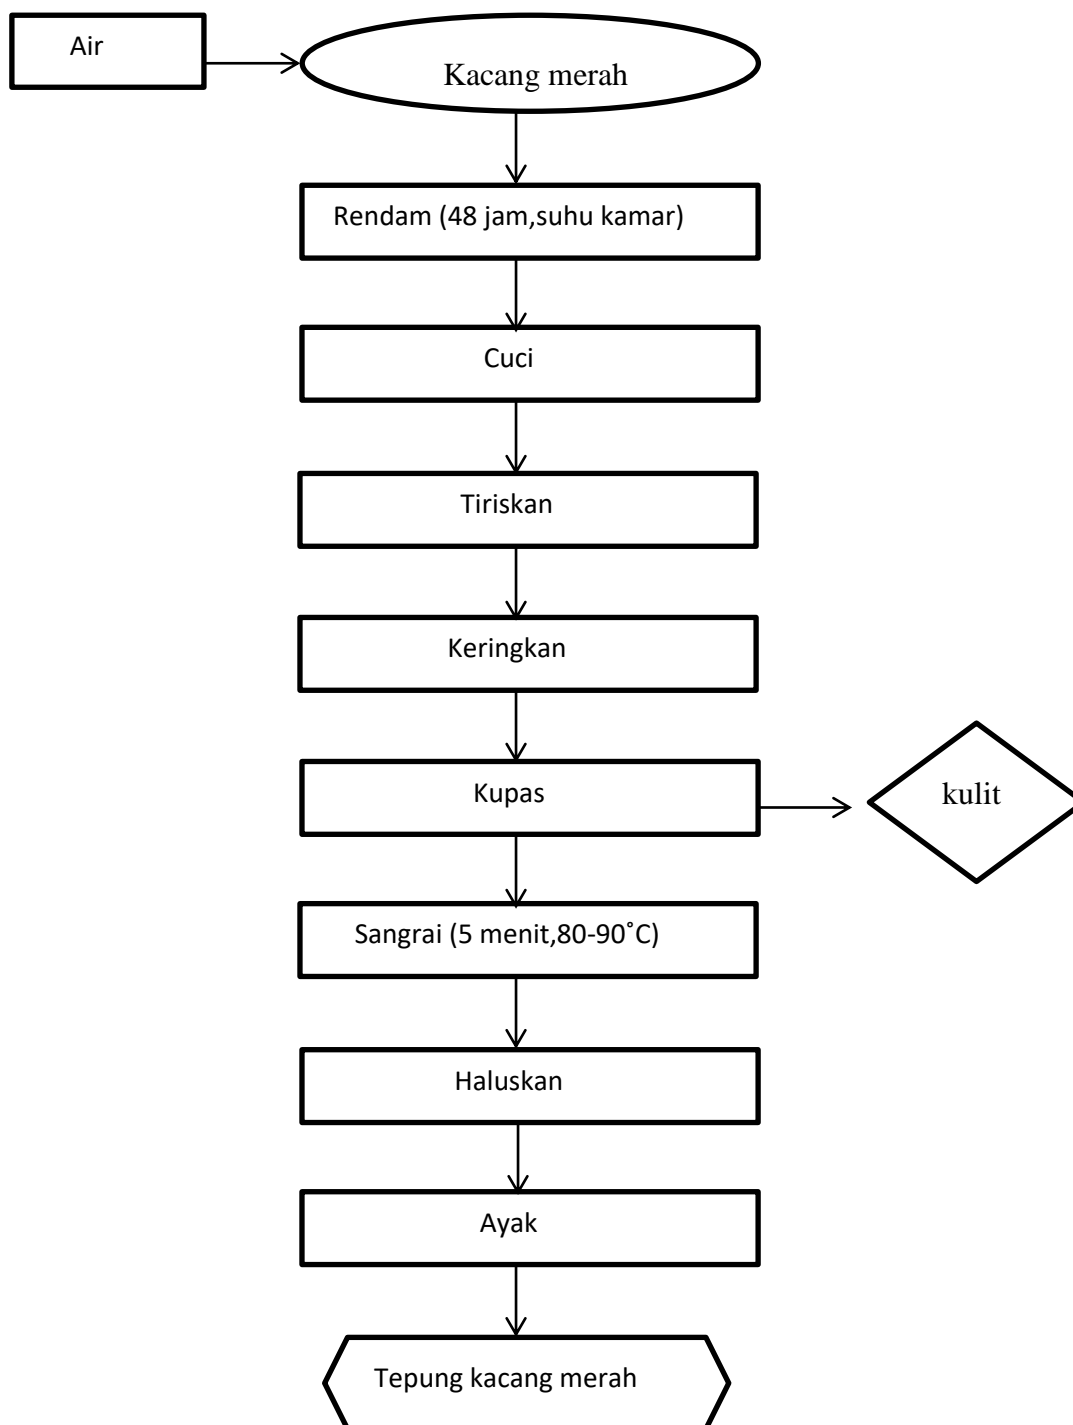 Air
Kacang merah
Rendam (48 jam,suhu kamar)
Cuci
Tiriskan
Keringkan
Kupas
kulit
Sangrai (5 menit,80-90˚C)
Haluskan
Ayak
Tepung kacang merah